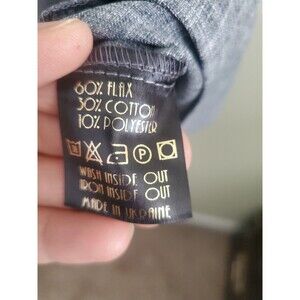 60% FLAX
30% COTTON
10% POLYESTER
P
WASH INSIDE OUT
IRON INSIDE OUT
MADE IN UKRAINE